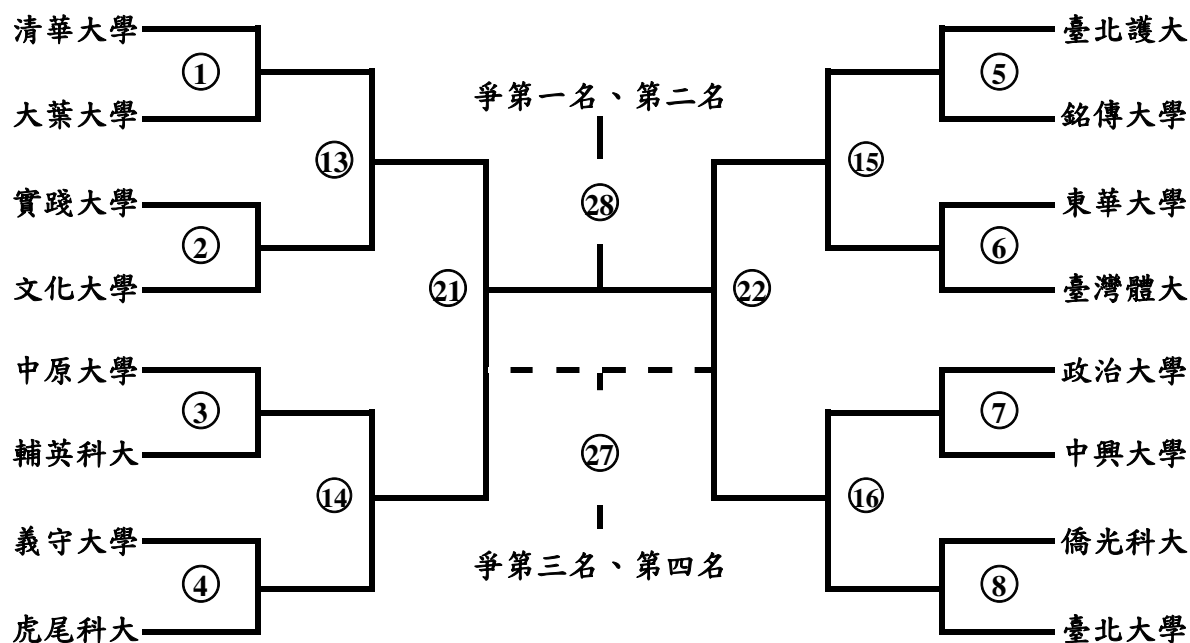 清華大學
臺北護大
①
⑤
爭第一名、第二名
大葉大學
銘傳大學
⑬
⑮
實踐大學
東華大學
㉘
②
⑥
文化大學
臺灣體大
㉑
㉒
中原大學
政治大學
③
⑦
輔英科大
中興大學
㉗
⑭
⑯
義守大學
僑光科大
爭第三名、第四名
④
⑧
虎尾科大
臺北大學